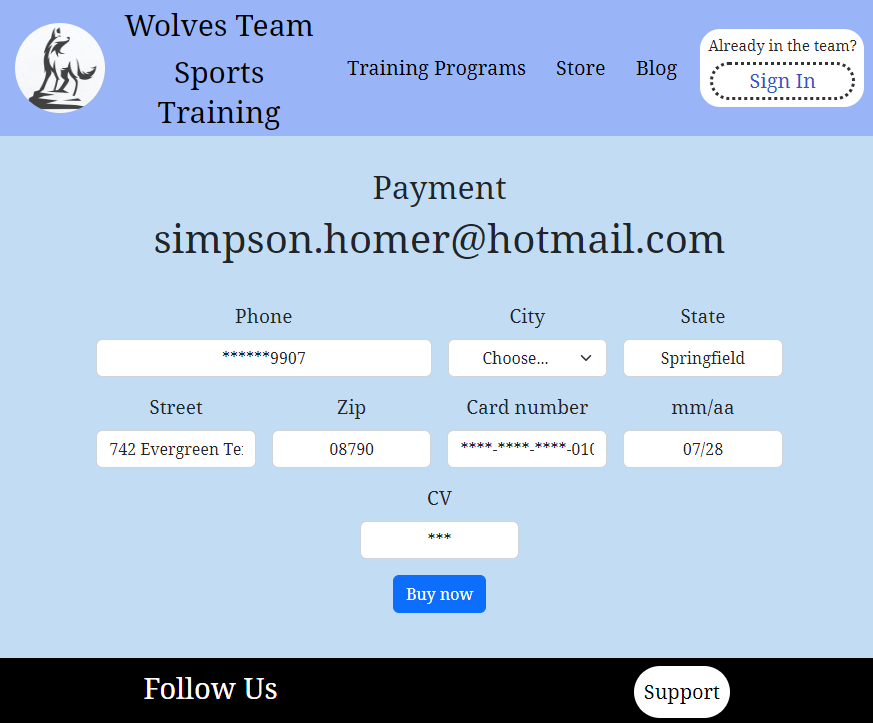 Wolves Team
Sports
Training
Training Programs
Store
Blog
Already in the team?
Sign In
Payment
simpson.homer@hotmail.com
Phone
City
State
******9907
Choose...
Springfield
Street
Zip
Card number
mm/aa
742 Evergreen Te
08790
****-****-****-010
07/28
CV
***
Buy now
Follow Us
Support